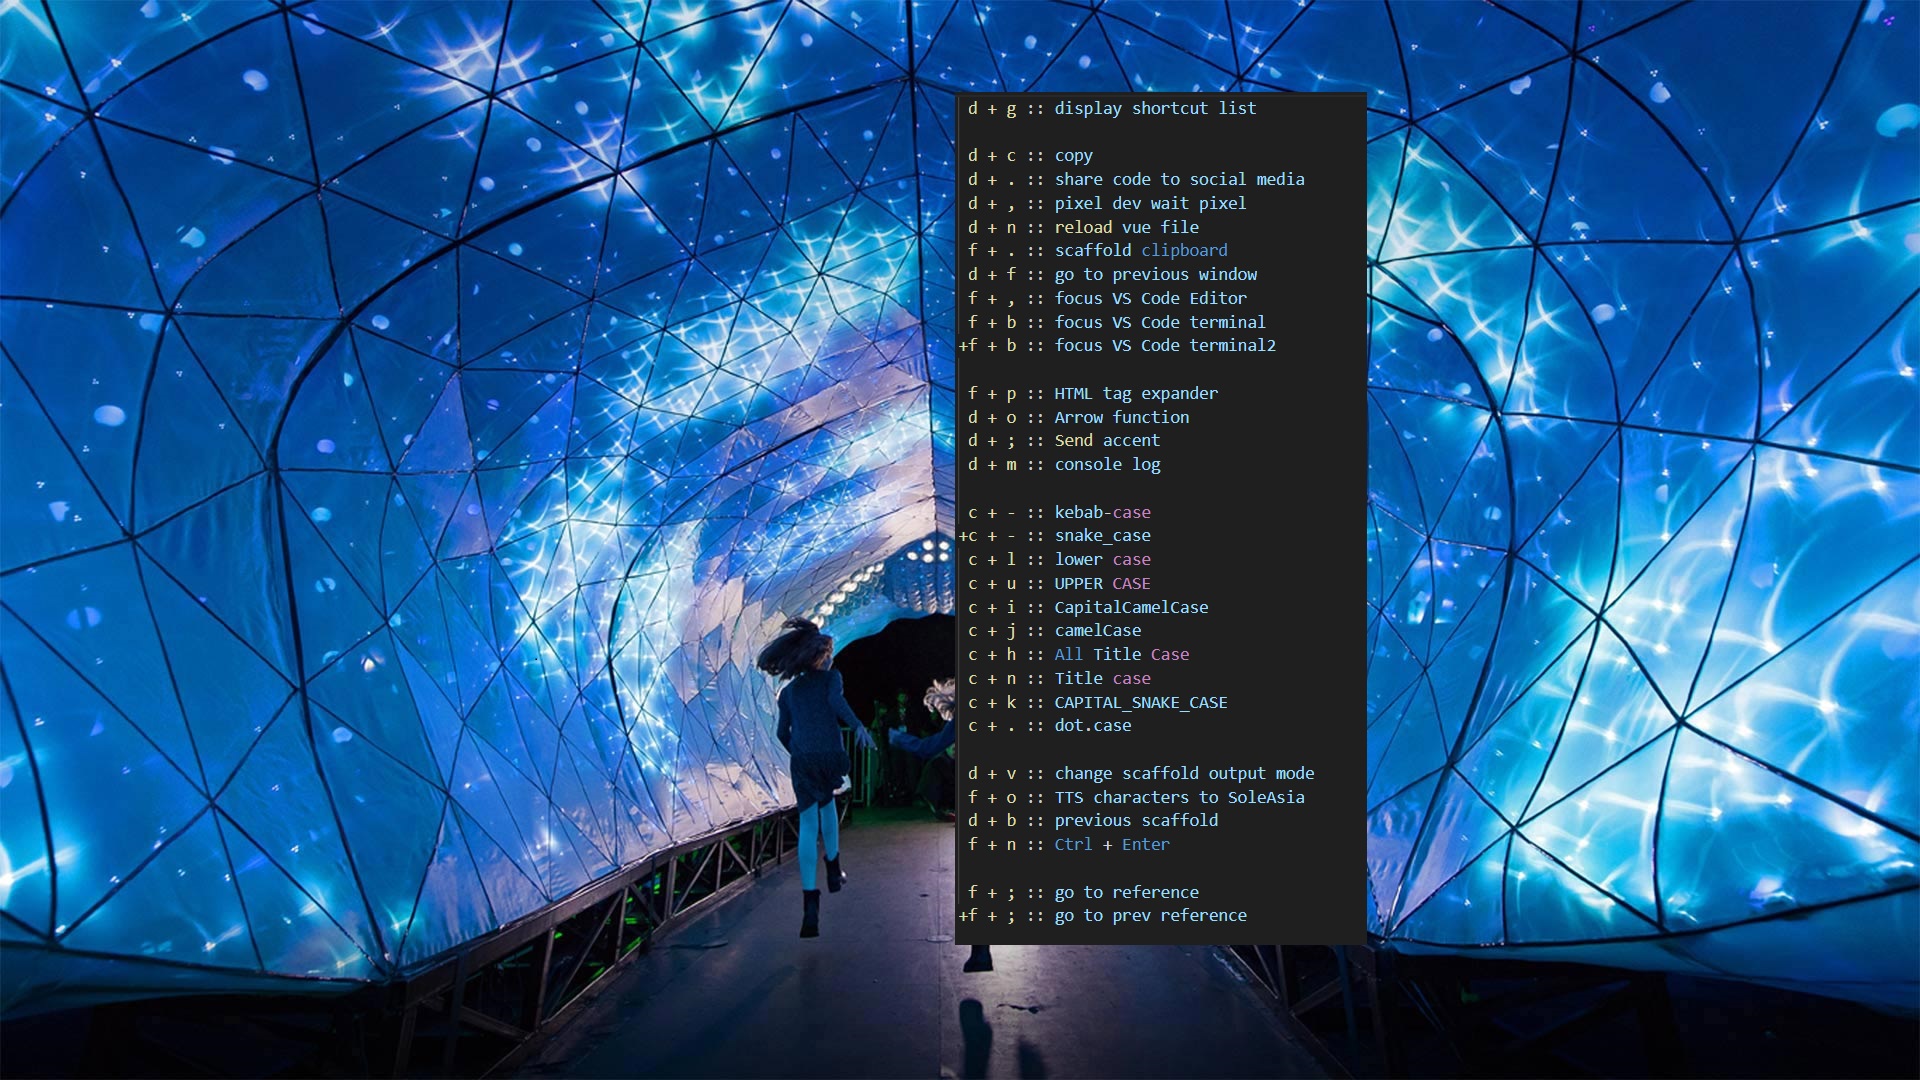 d + g :: display shortcut list
d + c :: copy
d + . :: share code to social media
d + , :: pixel dev wait pixel
d + n :: reload vue file
f + . :: scaffold clipboard
d + f :: go to previous window
f + , :: focus VS Code Editor
f + b :: focus VS Code terminal
+f + b :: focus VS Code terminal2
f + p :: HTML tag expander
d + o :: Arrow function
d + ; :: Send accent
d + m :: console log
c + - :: kebab-case
+c + - :: snake_case
c + l :: lower case
c + u :: UPPER CASE
c + i :: CapitalCamelCase
c + j :: camelCase
c + h :: All Title Case
c + n :: Title case
c + k :: CAPITAL_SNAKE_CASE
c + . :: dot.case
d + v :: change scaffold output mode
f + o :: TTS characters to SoleAsia
d + b :: previous scaffold
f + n :: Ctrl + Enter
f + ; :: go to reference
+f + ; :: go to prev reference